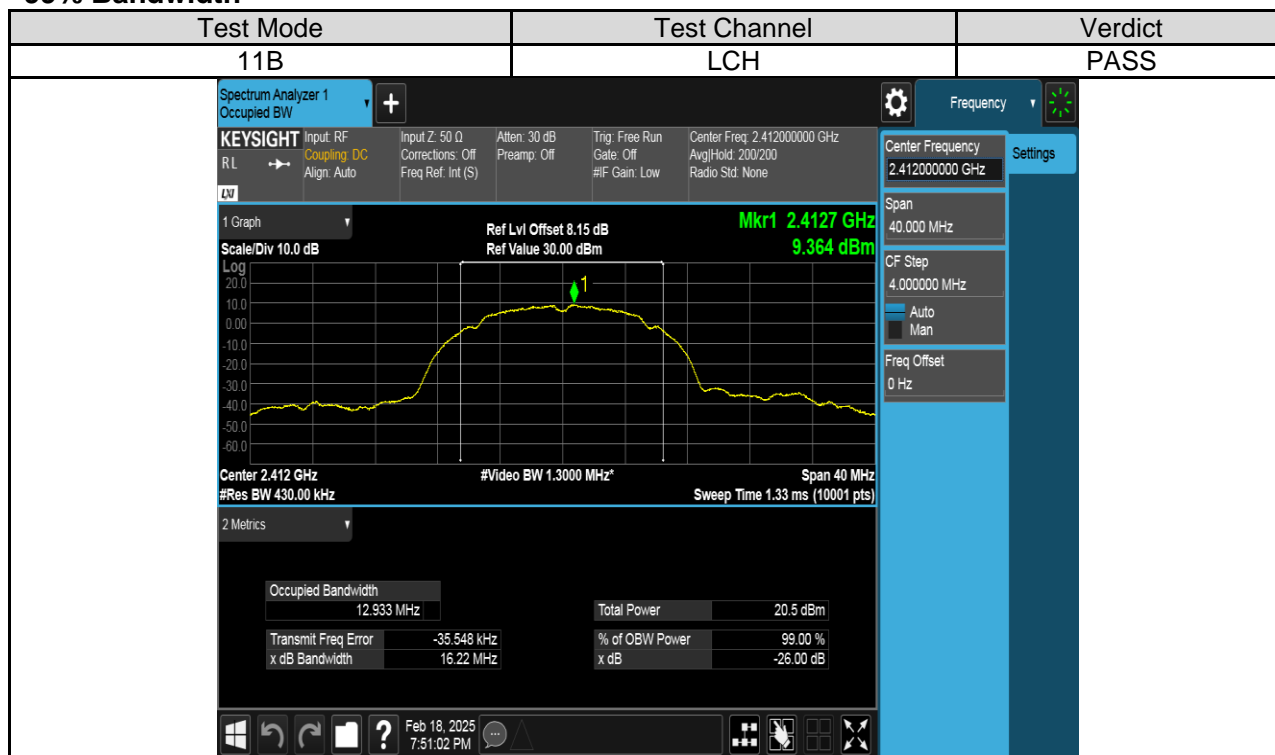 Test Mode Test Channel Verdict
11B LCH PASS
Spectrum Analyzer 1
Occupied BW
+
Frequency
KEYSIGHT
R L
LXI
Input: RF
Coupling: DC
Align: Auto
Input Z: 50 Ω
Corrections: Off
Freq Ref: Int (S)
Atten: 30 dB
Preamp: Off
Trig: Free Run
Gate: Off
#IF Gain: Low
Center Freq: 2.412000000 GHz
Avg|Hold: 200/200
Radio Std: None
Center Frequency
2.412000000 GHz
Settings
Span
40.000 MHz
CF Step
4.000000 MHz
Auto
Man
Freq Offset
0 Hz
1 Graph
Scale/Div 10.0 dB
Ref Lvl Offset 8.15 dB
Ref Value 30.00 dBm
Mkr1 2.4127 GHz
9.364 dBm
Log
20.0
10.0
0.00
-10.0
-20.0
-30.0
-40.0
-50.0
-60.0
1
Center 2.412 GHz
#Res BW 430.00 kHz
#Video BW 1.3000 MHz*
Span 40 MHz
Sweep Time 1.33 ms (10001 pts)
2 Metrics
Occupied Bandwidth
12.933 MHz
Total Power 20.5 dBm
Transmit Freq Error -35.548 kHz
% of OBW Power 99.00 %
x dB Bandwidth 16.22 MHz
x dB -26.00 dB
?
Feb 18, 2025
7:51:02 PM